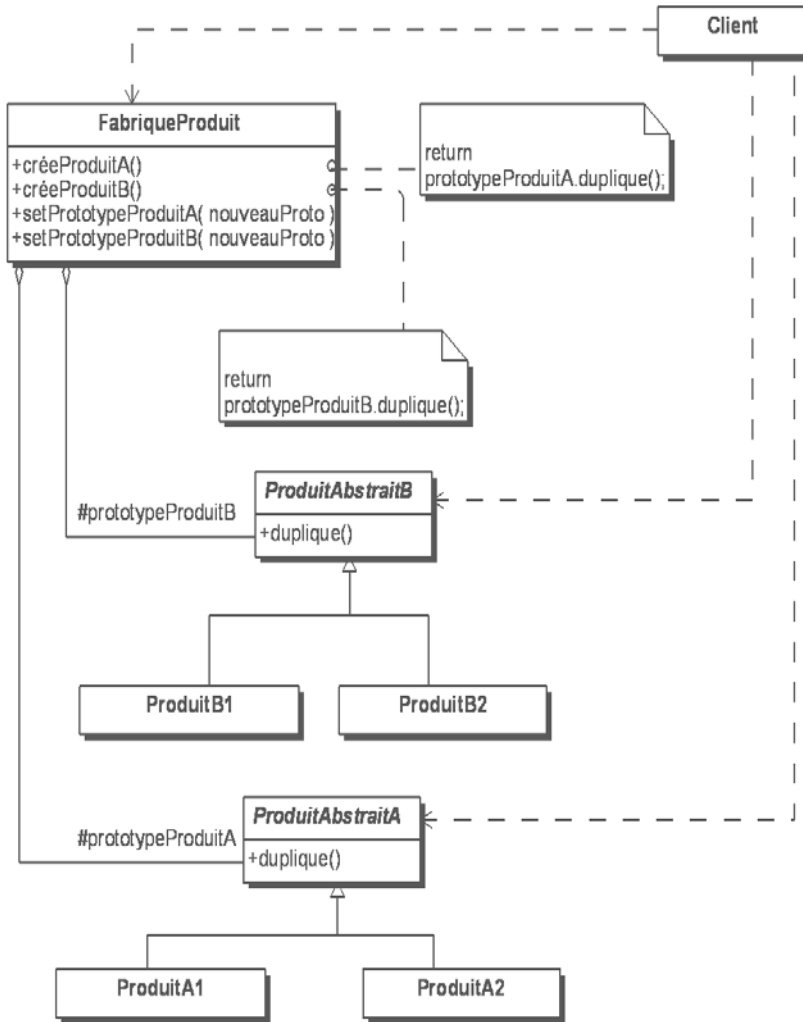 Client
FabriqueProduit
+créeProduitA()
+créeProduitB()
+setPrototypeProduitA( nouveauProto )
+setPrototypeProduitB( nouveauProto )
return
prototypeProduitA.duplique();
return
prototypeProduitB.duplique();
ProduitAbstraitB
#prototypeProduitB
+duplique()
ProduitB1
ProduitB2
ProduitAbstraitA
#prototypeProduitA
+duplique()
ProduitA1
ProduitA2